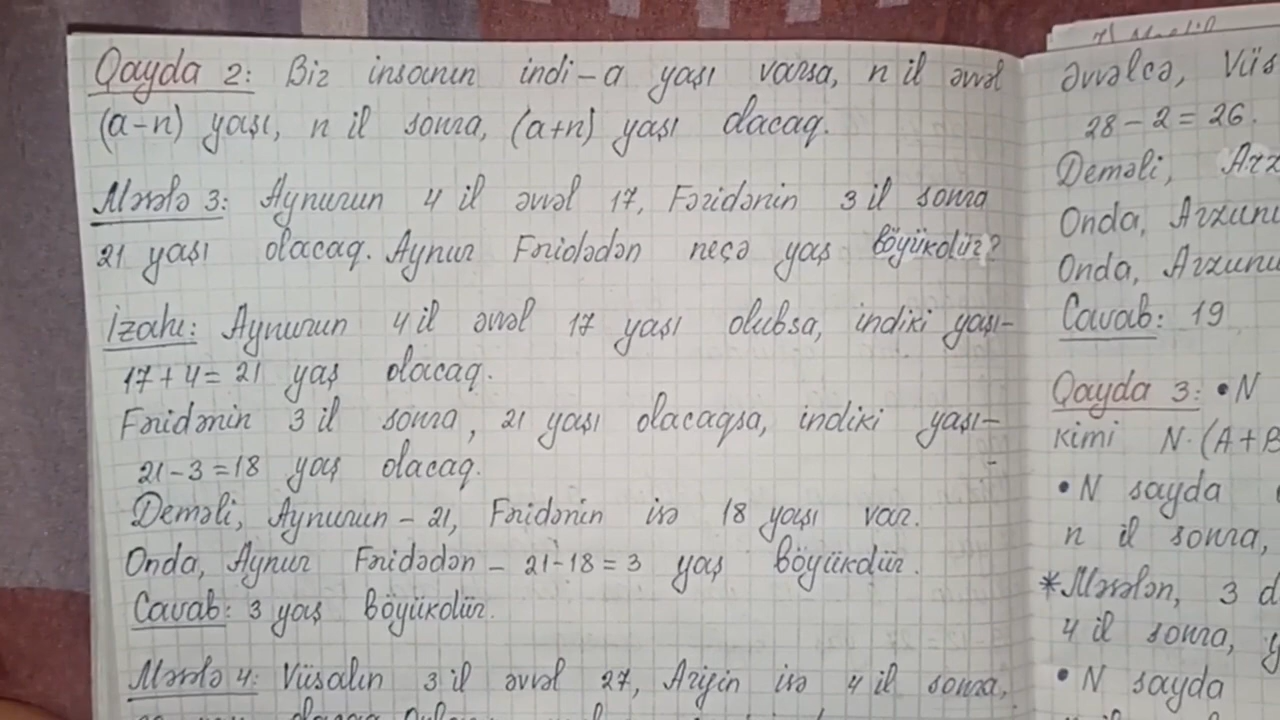 Qayda 2: Bir insanın indi-a yaşı varsa, n il əvvəl
(a-n) yaşı, n il sonra, (a+n) yaşı olacaq.
Məsələ 3: Aynurun 4 il əvvəl 17, Fəridənin 3 il sonra
21 yaşı olacaq. Aynur Fəridədən neçə yaş böyükdür?
İzahı: Aynurun 4 il əvvəl 17 yaşı olubsa, indiki yaşı-
17+4=21 yaş olacaq.
Fəridənin 3 il sonra, 21 yaşı olacaqsa, indiki yaşı-
21-3=18 yaş olacaq.
Deməli, Aynurun - 21, Fəridənin isə 18 yaşı var.
Onda, Aynur Fəridədən - 21-18=3 yaş böyükdür.
Cavab: 3 yaş böyükdür.
Məsələ 4: Vüsalın 3 il əvvəl 27, isə 4 il sonra,
əvvəlcə, Vüs
28-2=26.
Deməli, Arz
Onda, Arzunu
Onda, Arzunu
Cavab: 19
Qayda 3: • N
kimi N·(A+B
• N sayda
n il sonra,
*Məsələn, 3 d
4 il sonra, y
• N sayda